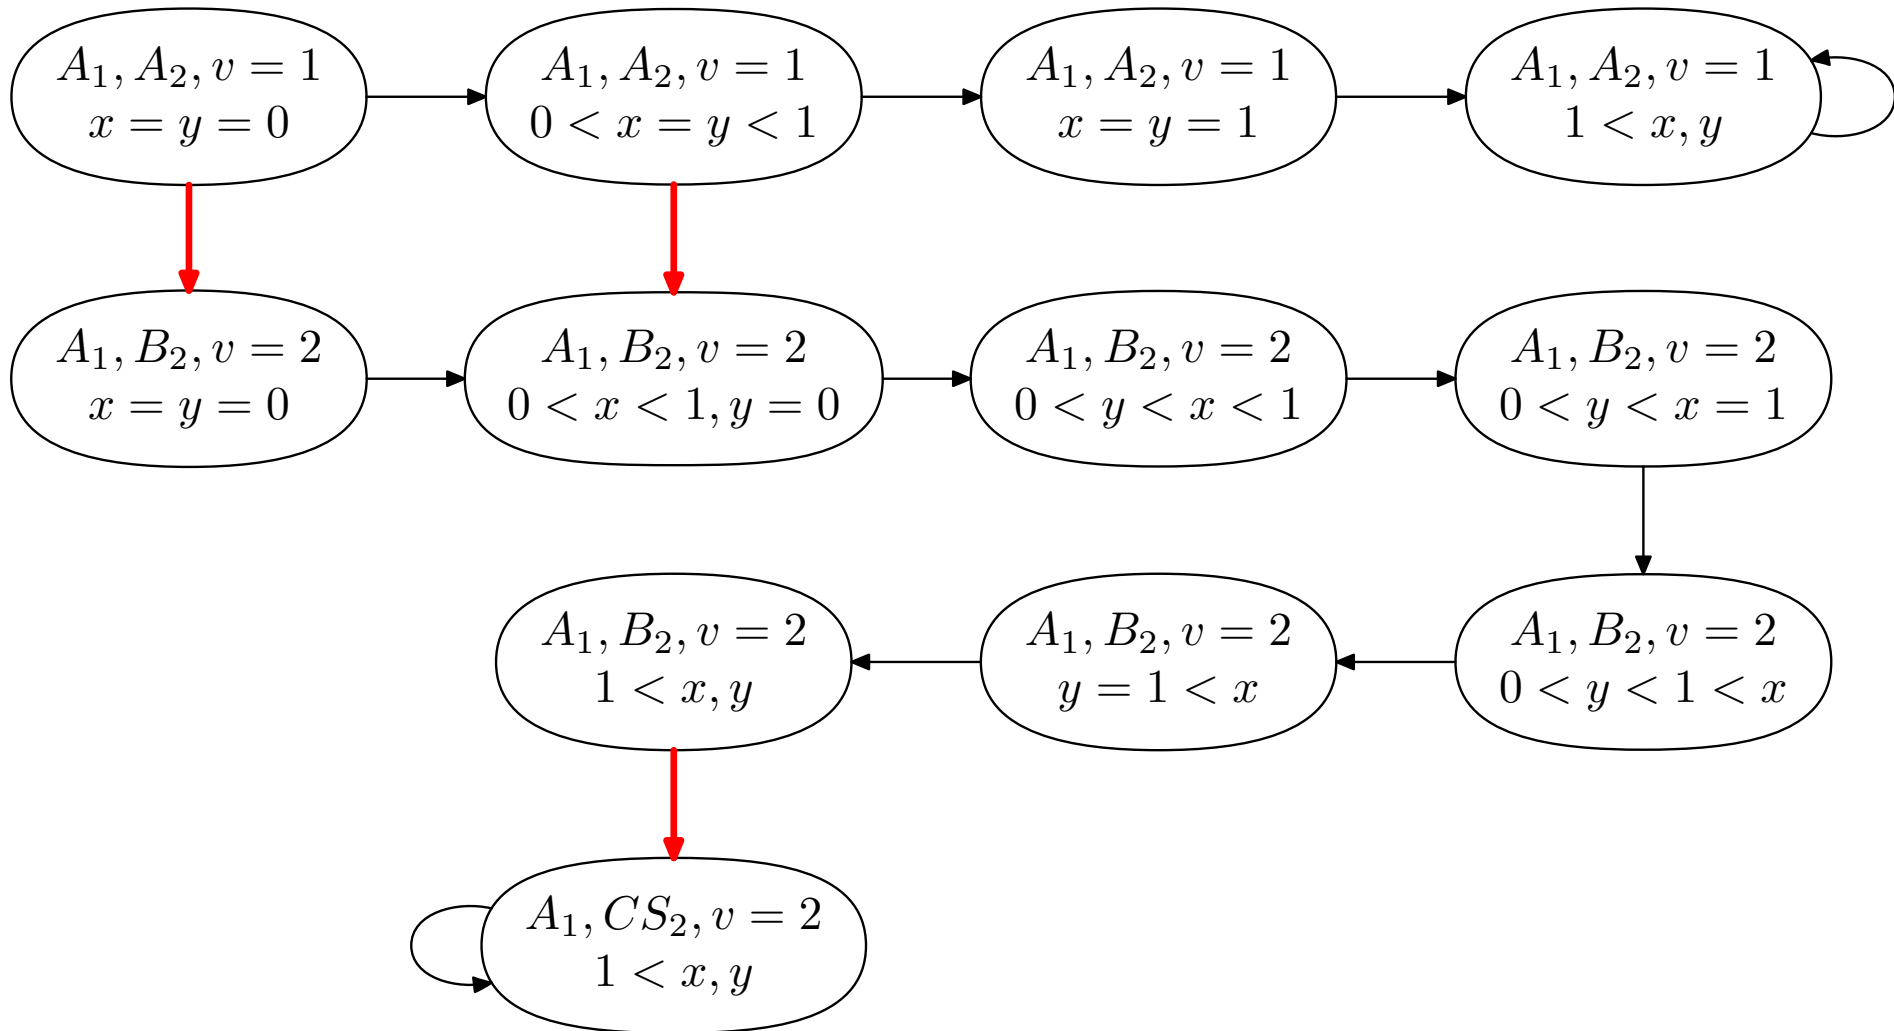 A₁, A₂, v = 1
x = y = 0
A₁, A₂, v = 1
0 < x = y < 1
A₁, A₂, v = 1
x = y = 1
A₁, A₂, v = 1
1 < x, y
A₁, B₂, v = 2
x = y = 0
A₁, B₂, v = 2
0 < x < 1, y = 0
A₁, B₂, v = 2
0 < y < x < 1
A₁, B₂, v = 2
0 < y < x = 1
A₁, B₂, v = 2
1 < x, y
A₁, B₂, v = 2
y = 1 < x
A₁, B₂, v = 2
0 < y < 1 < x
A₁, CS₂, v = 2
1 < x, y